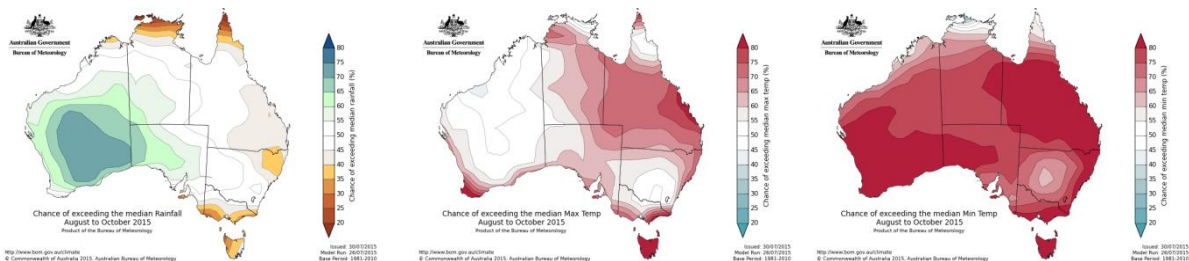 Australian Government
Bureau of Meteorology
80
75
70
65
60
55
50
45
40
35
30
25
20
Chance of exceeding median rainfall (%)
Chance of exceeding the median Rainfall
August to October 2015
Product of the Bureau of Meteorology
http://www.bom.gov.au/climate
© Commonwealth of Australia 2015, Australian Bureau of Meteorology
Issued: 30/07/2015
Model Run: 26/07/2015
Base Period: 1981-2010
Australian Government
Bureau of Meteorology
80
75
70
65
60
55
50
45
40
35
30
25
20
Chance of exceeding median max temp (%)
Chance of exceeding the median Max Temp
August to October 2015
Product of the Bureau of Meteorology
http://www.bom.gov.au/climate
© Commonwealth of Australia 2015, Australian Bureau of Meteorology
Issued: 30/07/2015
Model Run: 26/07/2015
Base Period: 1981-2010
Australian Government
Bureau of Meteorology
80
75
70
65
60
55
50
45
40
35
30
25
20
Chance of exceeding median min temp (%)
Chance of exceeding the median Min Temp
August to October 2015
Product of the Bureau of Meteorology
http://www.bom.gov.au/climate
© Commonwealth of Australia 2015, Australian Bureau of Meteorology
Issued: 30/07/2015
Model Run: 26/07/2015
Base Period: 1981-2010